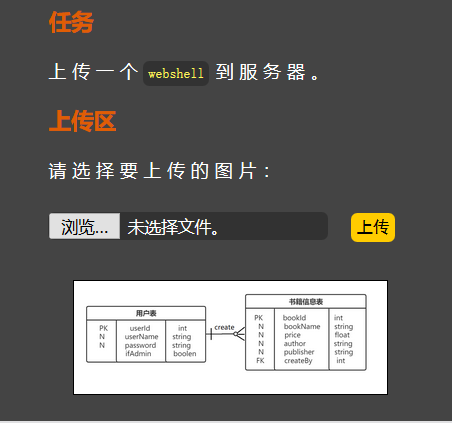 任务
上传一个 webshell 到服务器。
上传区
请选择要上传的图片：
浏览... 未选择文件。 上传
用户表
PK userId int
N userName string
N password string
ifAdmin boolen
create
书籍信息表
PK bookId int
N bookName string
N price float
N author string
N publisher string
FK createBy int